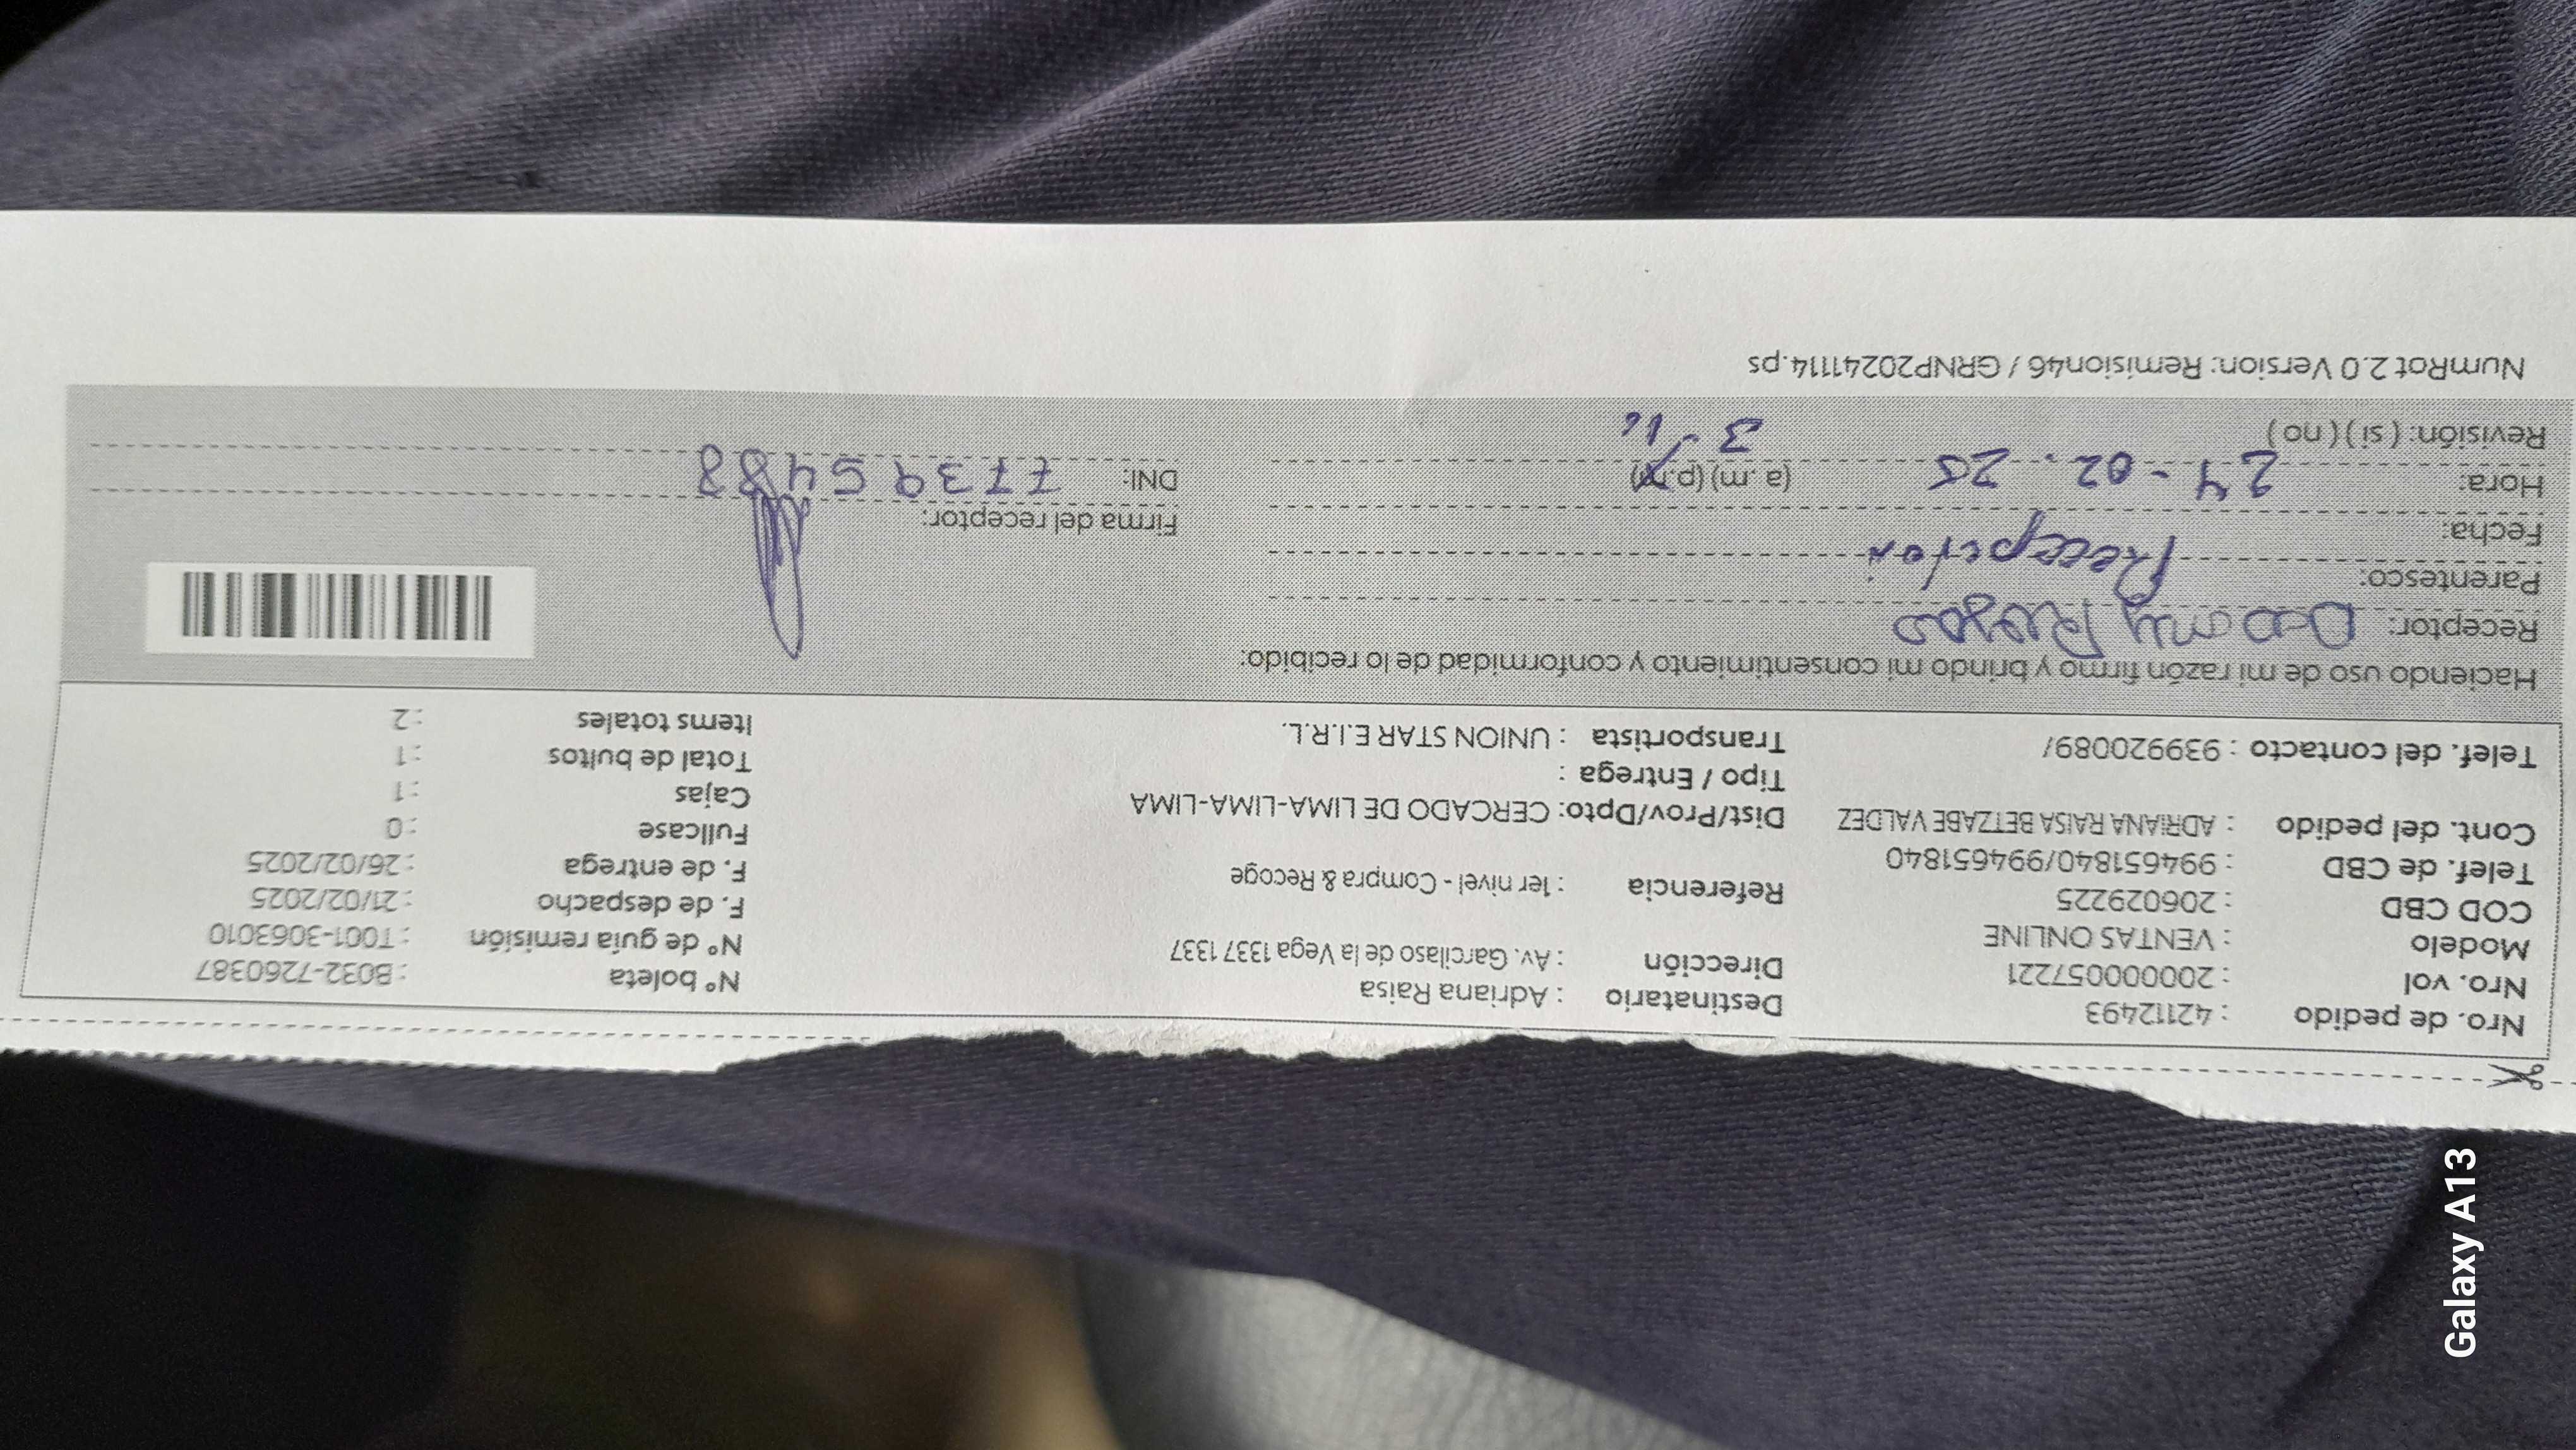 Nro. de pedido : 42112493
Nro. vol : 20000057221
Modelo : VENTAS ONLINE
COD CBD : 206029225
Telef. de CBD : 994651840/994651840
Cont. del pedido : ADRIANA RAISA BETZABE VALDEZ
Telef. del contacto : 939920089/
Destinatario : Adriana Raisa
Dirección : Av. Garcilaso de la Vega 1337 1337
Referencia : 1er nivel - Compra & Recoge
Dist/Prov/Dpto: CERCADO DE LIMA-LIMA-LIMA
Tipo / Entrega :
Transportista : UNION STAR E.I.R.L.
N° boleta : B032-7260387
N° de guía remisión : T001-3063010
F. de despacho : 21/02/2025
F. de entrega : 26/02/2025
Fullcase : 0
Cajas : 1
Total de bultos : 1
Items totales : 2
Haciendo uso de mi razón firmo y brindo mi consentimiento y conformidad de lo recibido:
Receptor:
Parentesco: Recepcion
Fecha: 24-02.25
Hora: (a.m) (p.m)
Revisión: ( si ) ( no )
Firma del receptor:
DNI: 77395488
NumRot 2.0 Version: Remision46 / GRNP20241114.ps
Galaxy A13